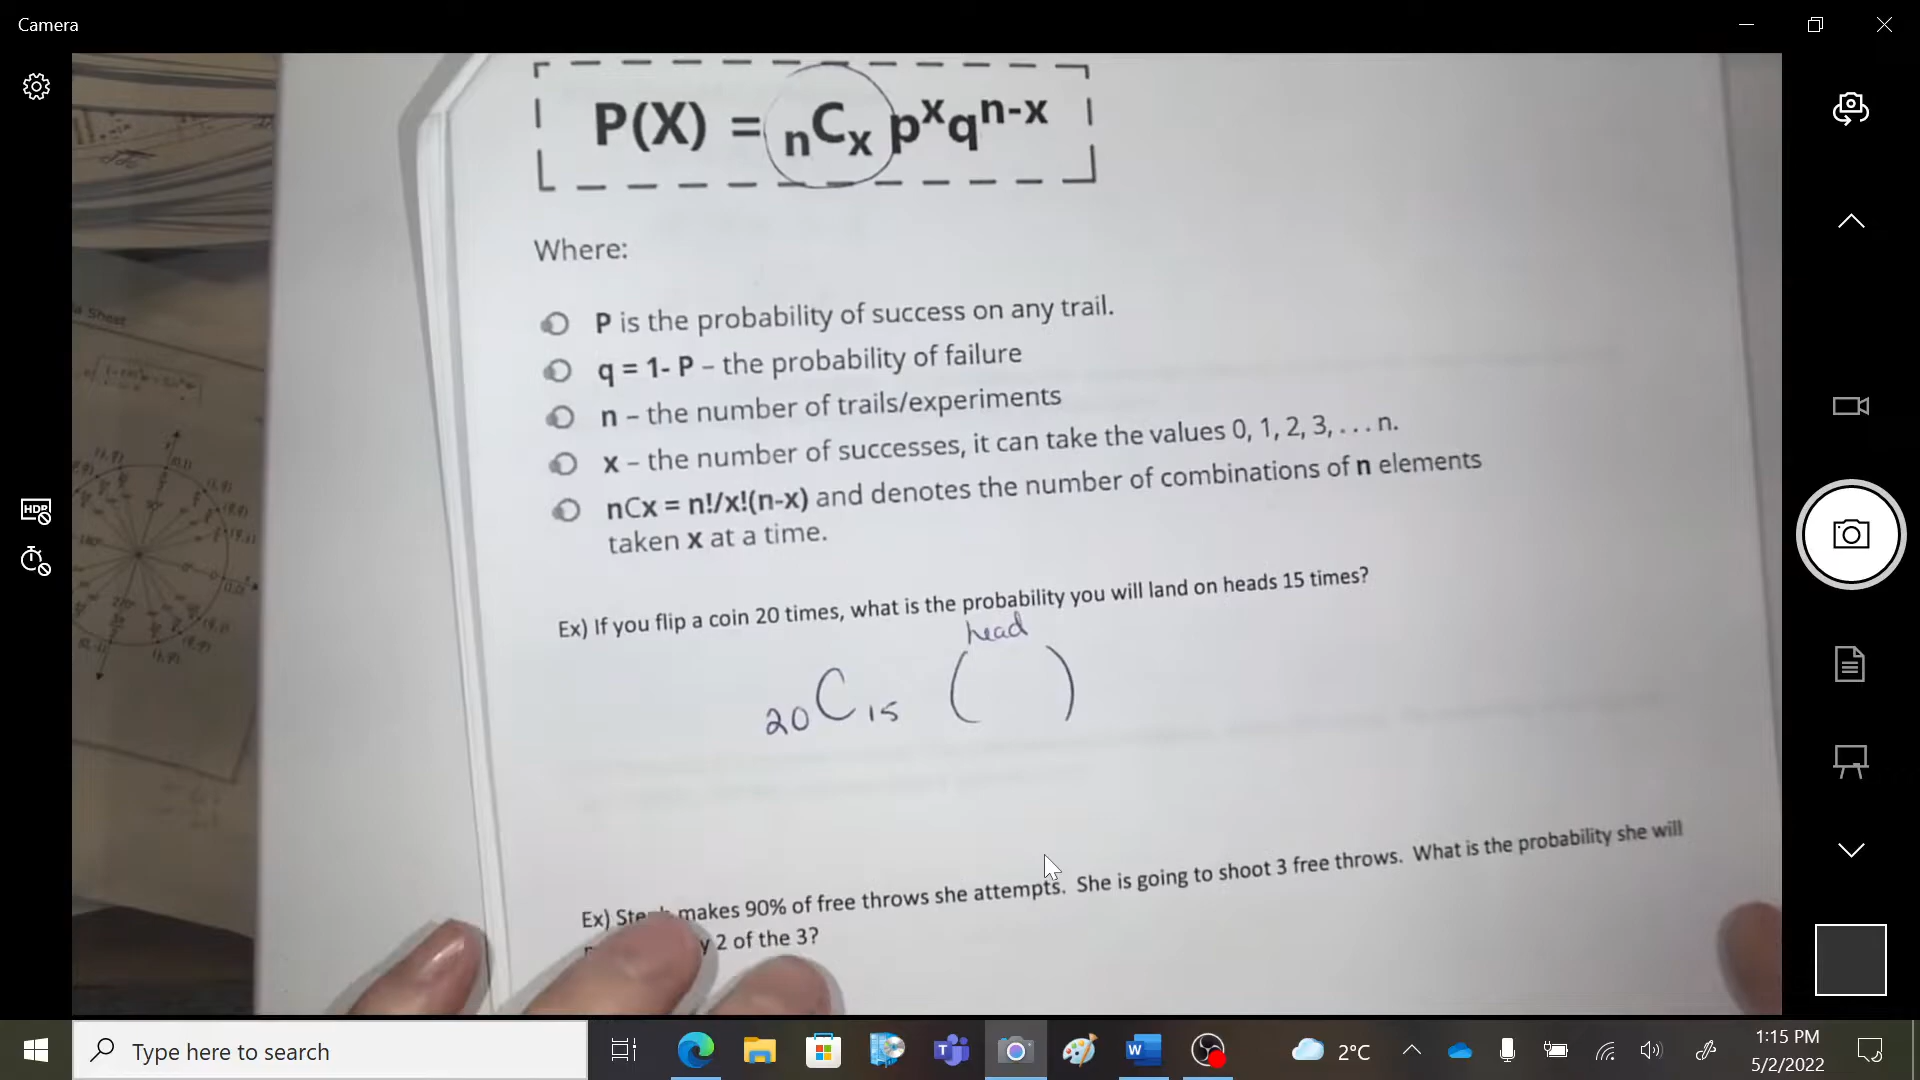 Camera
P(X) = nCx p^x q^n-x
Where:
P is the probability of success on any trail.
q = 1- P – the probability of failure
n – the number of trails/experiments
x – the number of successes, it can take the values 0, 1, 2, 3, . . . n.
nCx = n!/x!(n-x) and denotes the number of combinations of n elements
taken x at a time.
Ex) If you flip a coin 20 times, what is the probability you will land on heads 15 times?
head
20 C 15 ( )
Ex) makes 90% of free throws she attempts. She is going to shoot 3 free throws. What is the probability she will
2 of the 3?
Type here to search
2°C
1:15 PM
5/2/2022